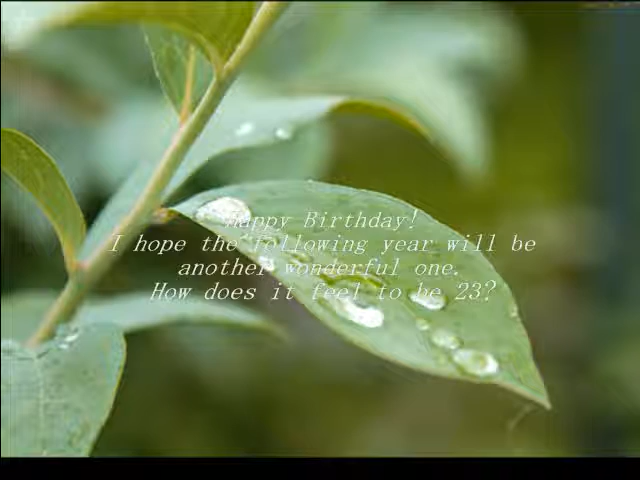 Happy Birthday!
I hope the following year will be
another wonderful one.
How does it feel to be 23?